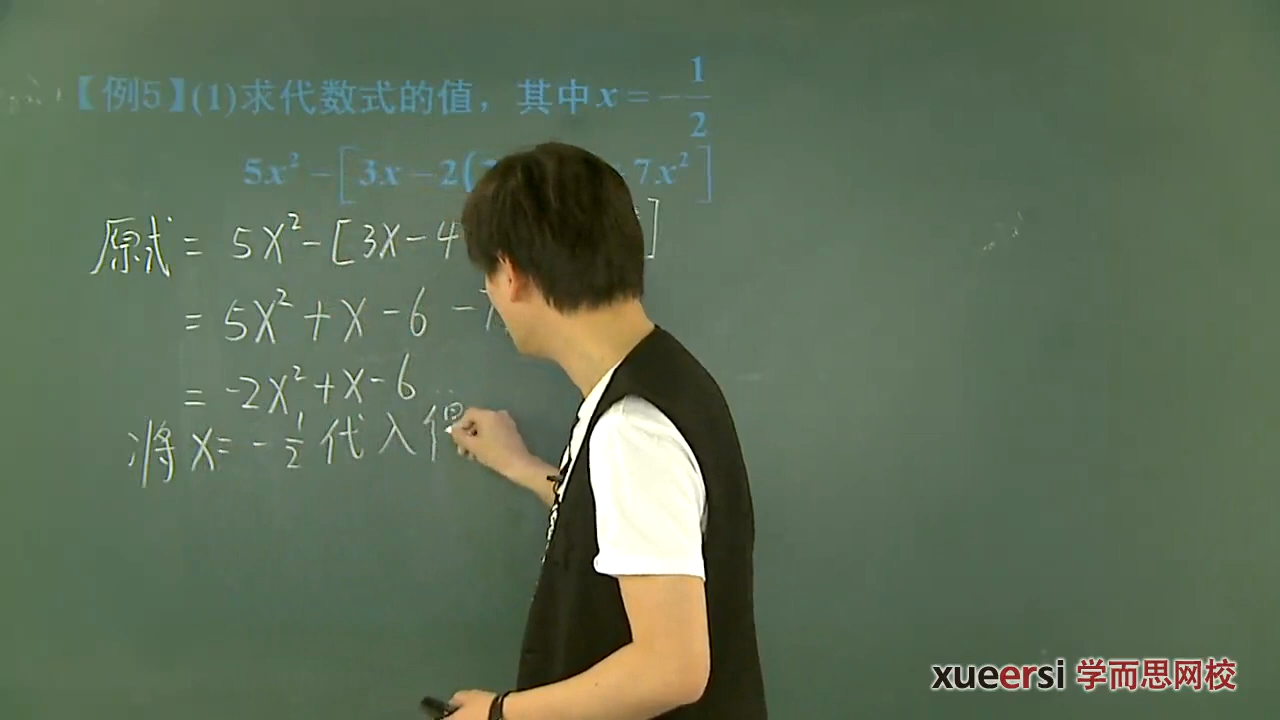 【例5】(1)求代数式的值，其中x=-1/2
5x²-[3x-2( 7x²]
原式= 5X²-[3X-4 ]
= 5X²+X-6-7
= -2X²+X-6
将X=-1/2代入得
xueersi 学而思网校